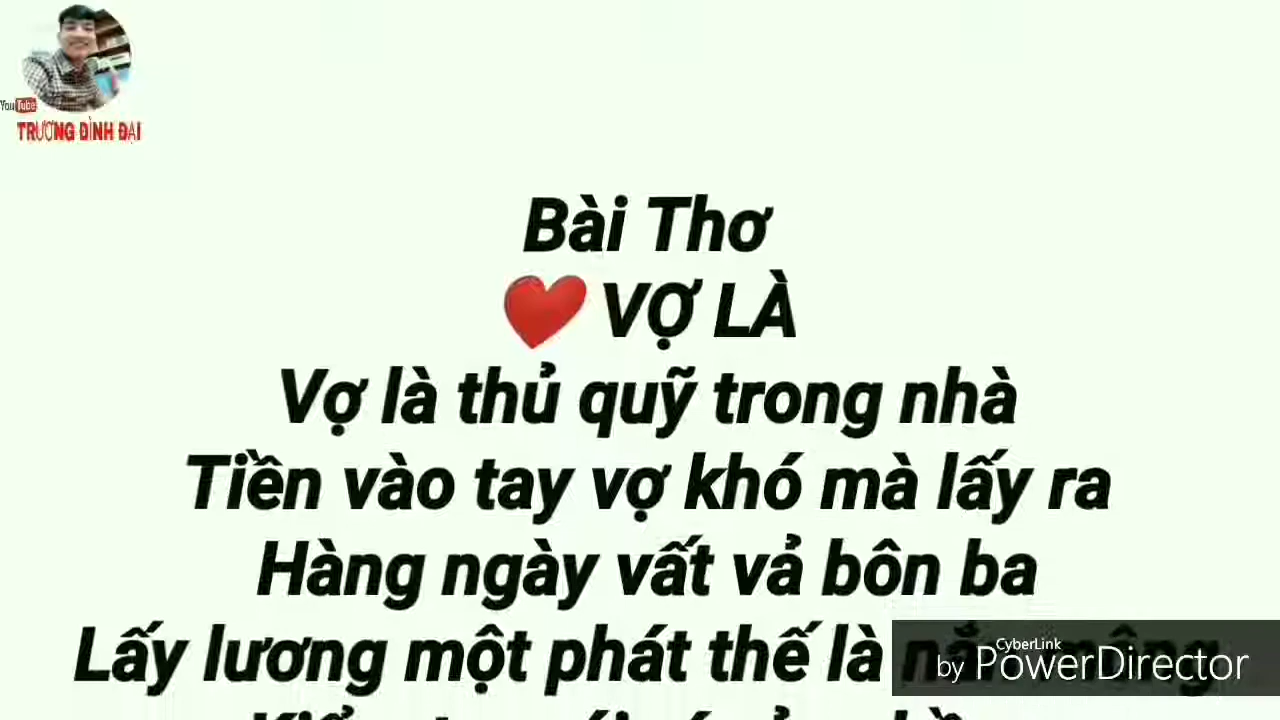 YouTube
TRƯƠNG ĐÌNH ĐẠI
Bài Thơ
❤️ VỢ LÀ
Vợ là thủ quỹ trong nhà
Tiền vào tay vợ khó mà lấy ra
Hàng ngày vất vả bôn ba
Lấy lương một phát thế là
CyberLink
by PowerDirector